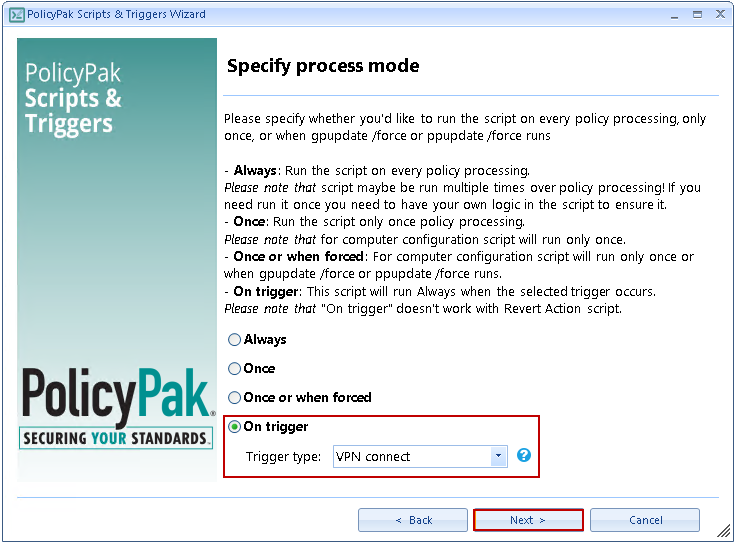 PolicyPak Scripts & Triggers Wizard
PolicyPak
Scripts &
Triggers
Specify process mode
Please specify whether you'd like to run the script on every policy processing, only
once, or when gpupdate /force or ppupdate /force runs
- Always: Run the script on every policy processing.
Please note that script maybe be run multiple times over policy processing! If you
need run it once you need to have your own logic in the script to ensure it.
- Once: Run the script only once policy processing.
Please note that for computer configuration script will run only once.
- Once or when forced: For computer configuration script will run only once or
when gpupdate /force or ppupdate /force runs.
- On trigger: This script will run Always when the selected trigger occurs.
Please note that "On trigger" doesn't work with Revert Action script.
Always
Once
Once or when forced
On trigger
Trigger type: VPN connect ?
PolicyPak®
SECURING YOUR STANDARDS.
< Back Next > Cancel